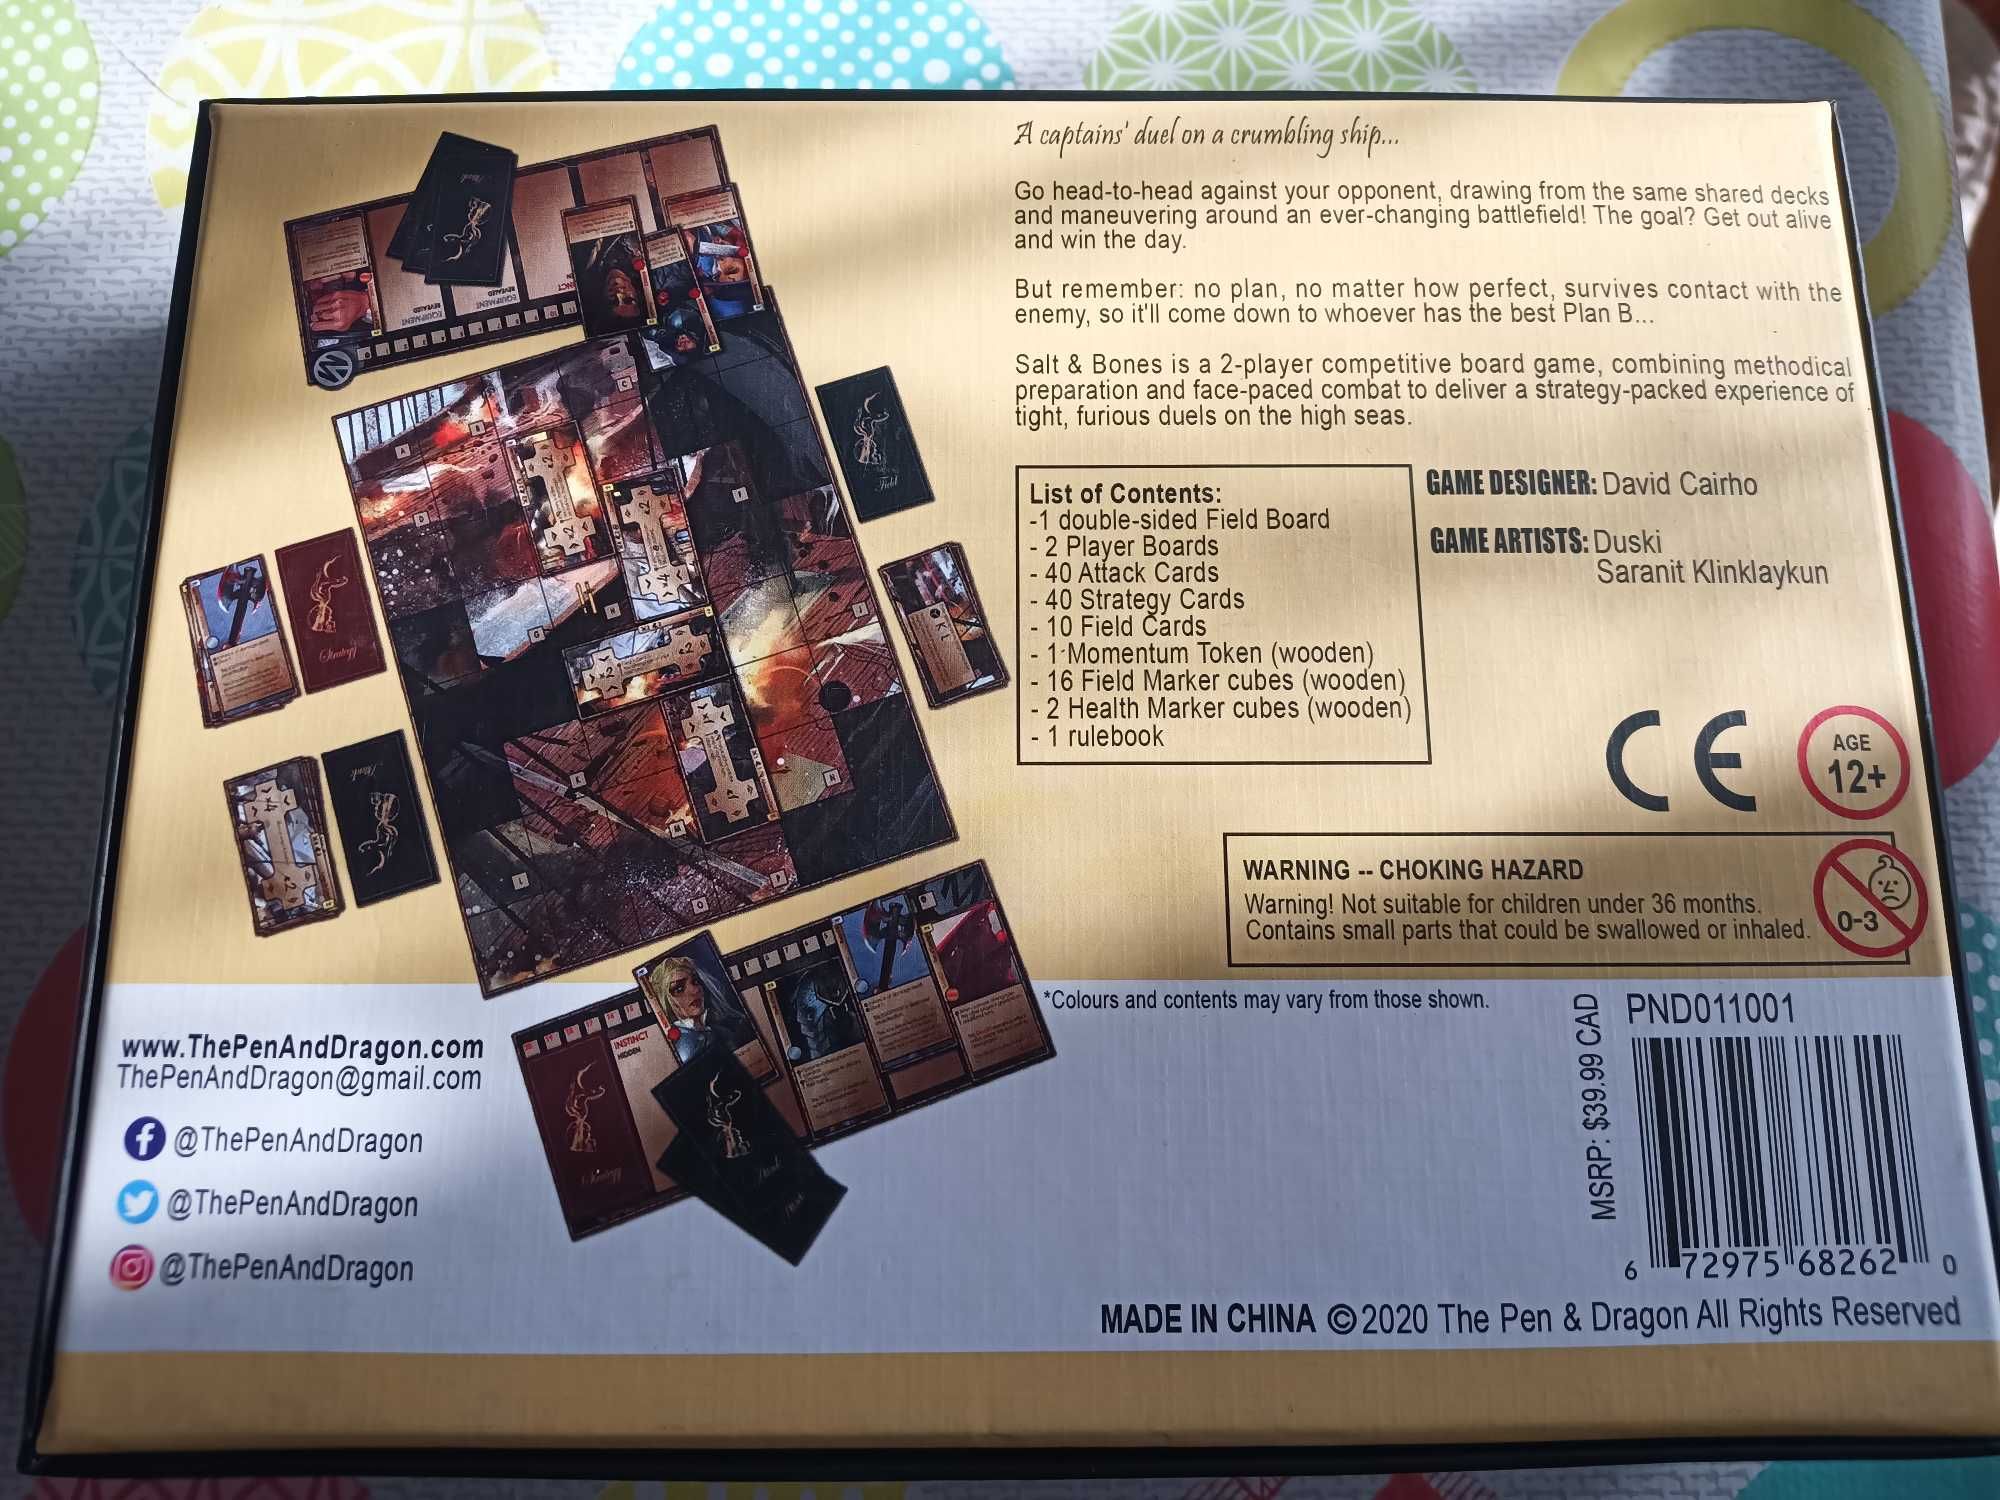 A captains' duel on a crumbling ship...
Go head-to-head against your opponent, drawing from the same shared decks
and maneuvering around an ever-changing battlefield! The goal? Get out alive
and win the day.
But remember: no plan, no matter how perfect, survives contact with the
enemy, so it'll come down to whoever has the best Plan B...
Salt & Bones is a 2-player competitive board game, combining methodical
preparation and face-paced combat to deliver a strategy-packed experience of
tight, furious duels on the high seas.
List of Contents:
-1 double-sided Field Board
- 2 Player Boards
- 40 Attack Cards
- 40 Strategy Cards
- 10 Field Cards
- 1 Momentum Token (wooden)
- 16 Field Marker cubes (wooden)
- 2 Health Marker cubes (wooden)
- 1 rulebook
GAME DESIGNER: David Cairho
GAME ARTISTS: Duski
Saranit Klinklaykun
CE
AGE
12+
WARNING -- CHOKING HAZARD
Warning! Not suitable for children under 36 months.
Contains small parts that could be swallowed or inhaled.
0-3
*Colours and contents may vary from those shown.
PND011001
MSRP: $39.99 CAD
6 72975 68262 0
MADE IN CHINA ©2020 The Pen & Dragon All Rights Reserved
www.ThePenAndDragon.com
ThePenAndDragon@gmail.com
@ThePenAndDragon
@ThePenAndDragon
@ThePenAndDragon
EQUIPMENT
REVEALED
EQUIPMENT
REVEALED
Field
Strategy
INSTINCT
HIDDEN
Strategy
Attack